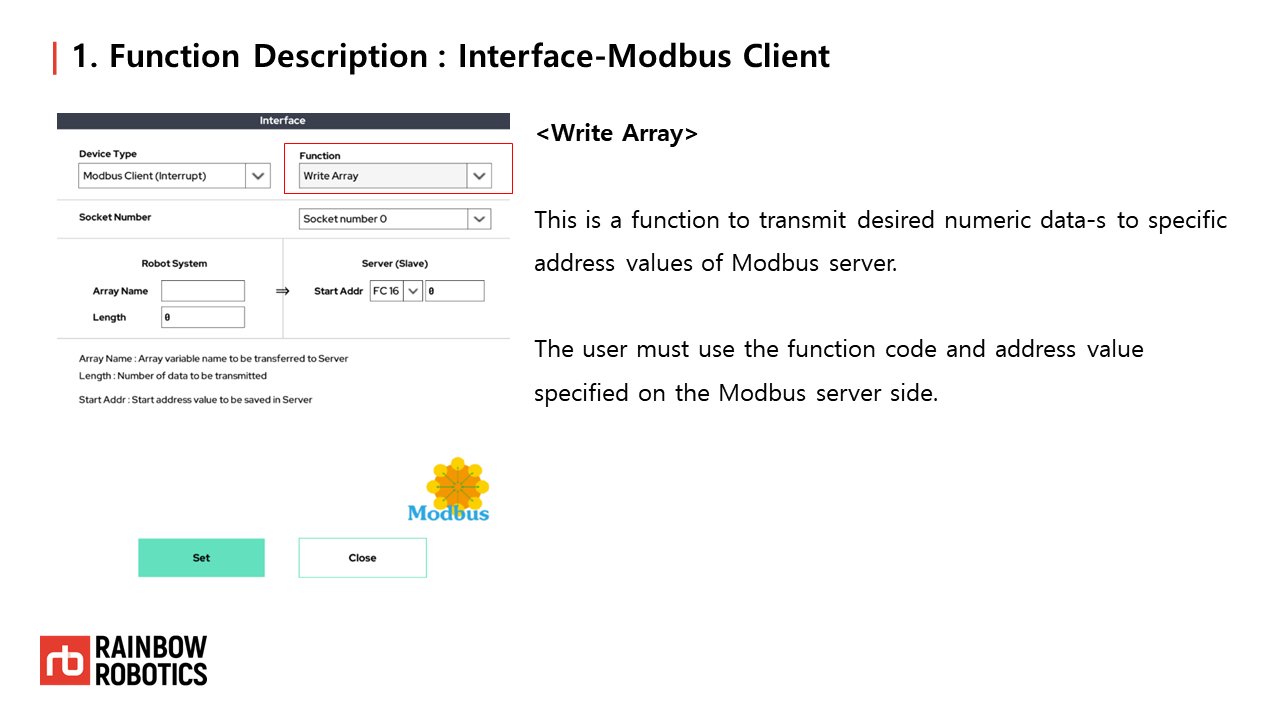 1. Function Description : Interface-Modbus Client
Interface
Device Type
Modbus Client (Interrupt)
Function
Write Array
Socket Number
Socket number 0
Robot System
Array Name
Length
0
⇒
Server (Slave)
Start Addr
FC 16
0
Array Name : Array variable name to be transferred to Server
Length : Number of data to be transmitted
Start Addr : Start address value to be saved in Server
Modbus
Set
Close
<Write Array>
This is a function to transmit desired numeric data-s to specific
address values of Modbus server.
The user must use the function code and address value
specified on the Modbus server side.
rb
RAINBOW
ROBOTICS